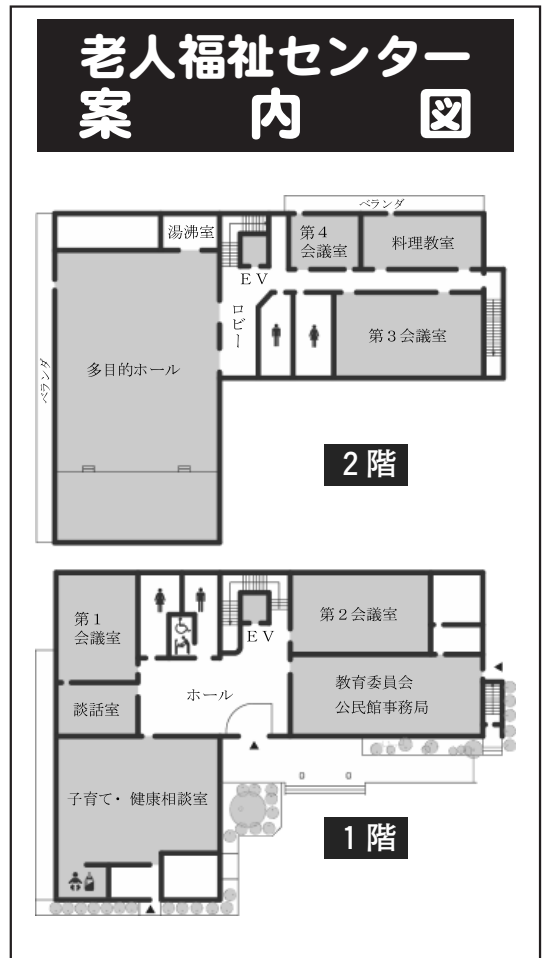 老人福祉センター
案内図
ベランダ
湯沸室
第4
会議室
料理教室
EV
ロビー
第3会議室
多目的ホール
ベランダ
2階
第1
会議室
第2会議室
EV
ホール
教育委員会
公民館事務局
談話室
子育て・健康相談室
1階